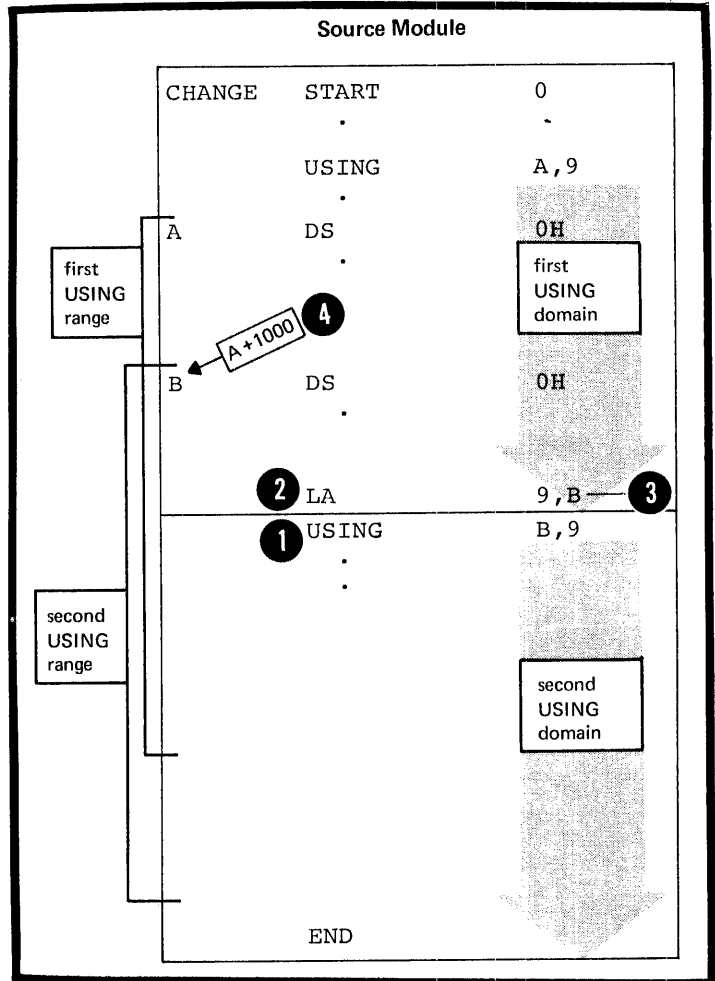 Source Module
CHANGE START 0
. .
USING A,9
.
A DS 0H
.
first
USING
range
first
USING
domain
A+1000 4
B DS 0H
.
2 LA 9,B 3
1 USING B,9
.
.
second
USING
range
second
USING
domain
END